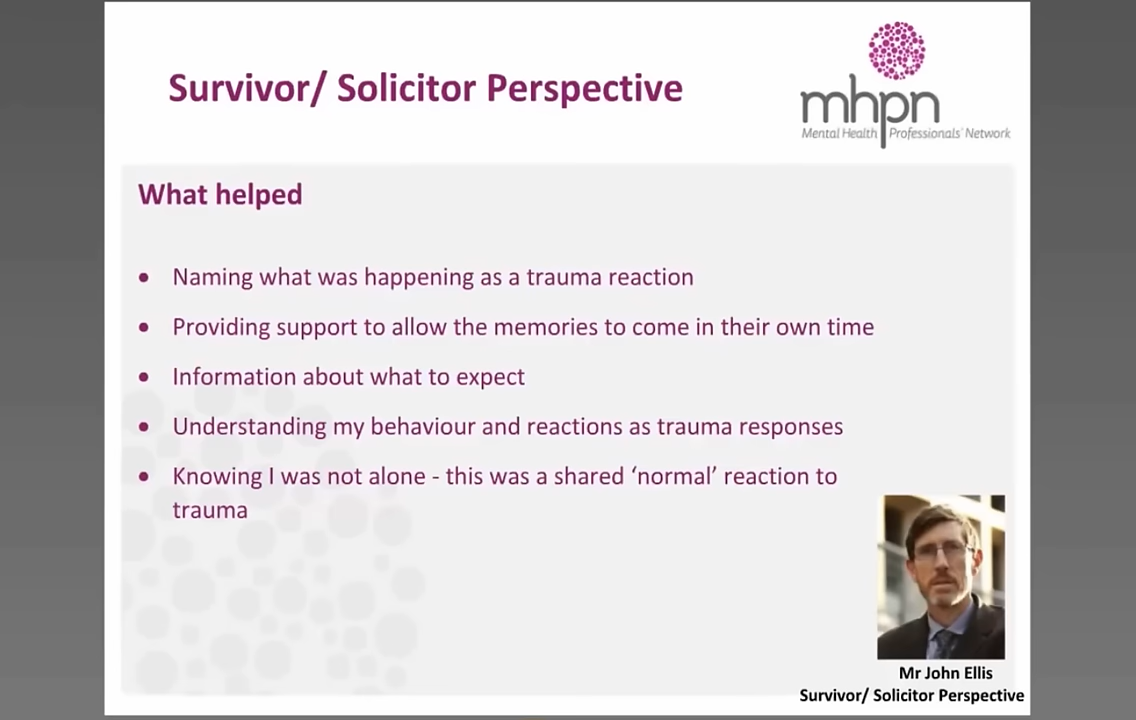 Survivor/ Solicitor Perspective
mhpn
Mental Health Professionals' Network
What helped
• Naming what was happening as a trauma reaction
• Providing support to allow the memories to come in their own time
• Information about what to expect
• Understanding my behaviour and reactions as trauma responses
• Knowing I was not alone - this was a shared ‘normal’ reaction to
trauma
Mr John Ellis
Survivor/ Solicitor Perspective